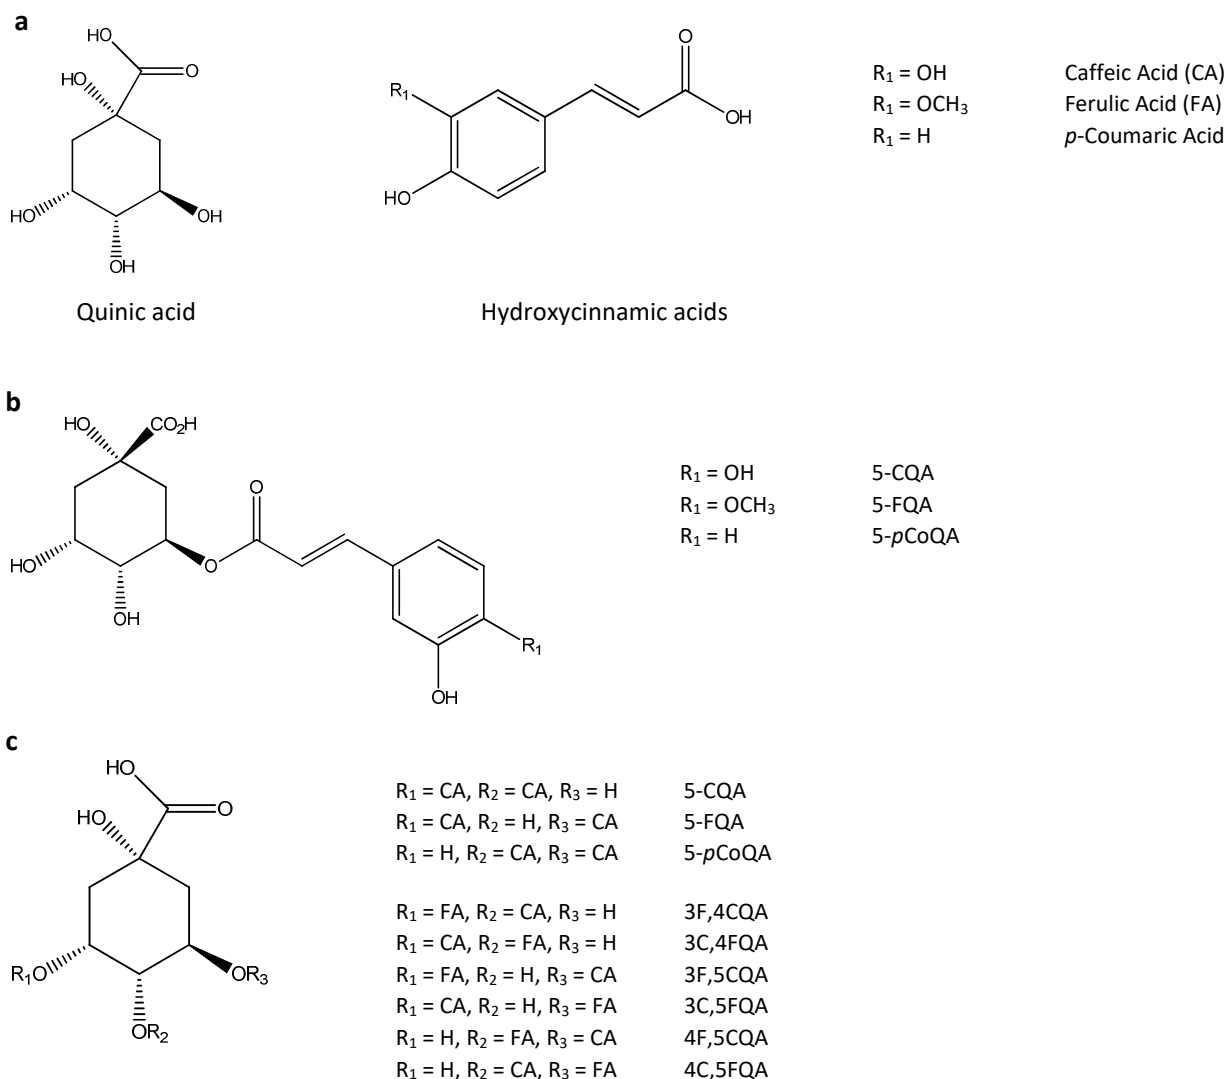 a
HO
HO
O
HO
OH
OH
Quinic acid
R₁
HO
O
OH
Hydroxycinnamic acids
R₁ = OH Caffeic Acid (CA)
R₁ = OCH₃ Ferulic Acid (FA)
R₁ = H p-Coumaric Acid
b
HO
CO₂H
HO
OH
O
O
R₁
OH
R₁ = OH 5-CQA
R₁ = OCH₃ 5-FQA
R₁ = H 5-pCoQA
c
HO
HO
O
R₁O
OR₃
OR₂
R₁ = CA, R₂ = CA, R₃ = H 5-CQA
R₁ = CA, R₂ = H, R₃ = CA 5-FQA
R₁ = H, R₂ = CA, R₃ = CA 5-pCoQA
R₁ = FA, R₂ = CA, R₃ = H 3F,4CQA
R₁ = CA, R₂ = FA, R₃ = H 3C,4FQA
R₁ = FA, R₂ = H, R₃ = CA 3F,5CQA
R₁ = CA, R₂ = H, R₃ = FA 3C,5FQA
R₁ = H, R₂ = FA, R₃ = CA 4F,5CQA
R₁ = H, R₂ = CA, R₃ = FA 4C,5FQA